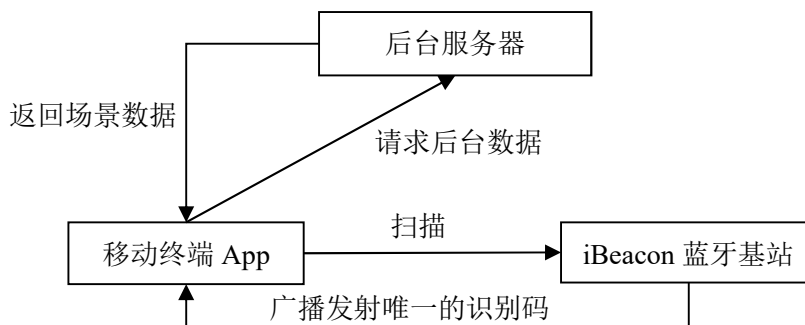 后台服务器
返回场景数据
请求后台数据
扫描
移动终端 App
iBeacon 蓝牙基站
广播发射唯一的识别码